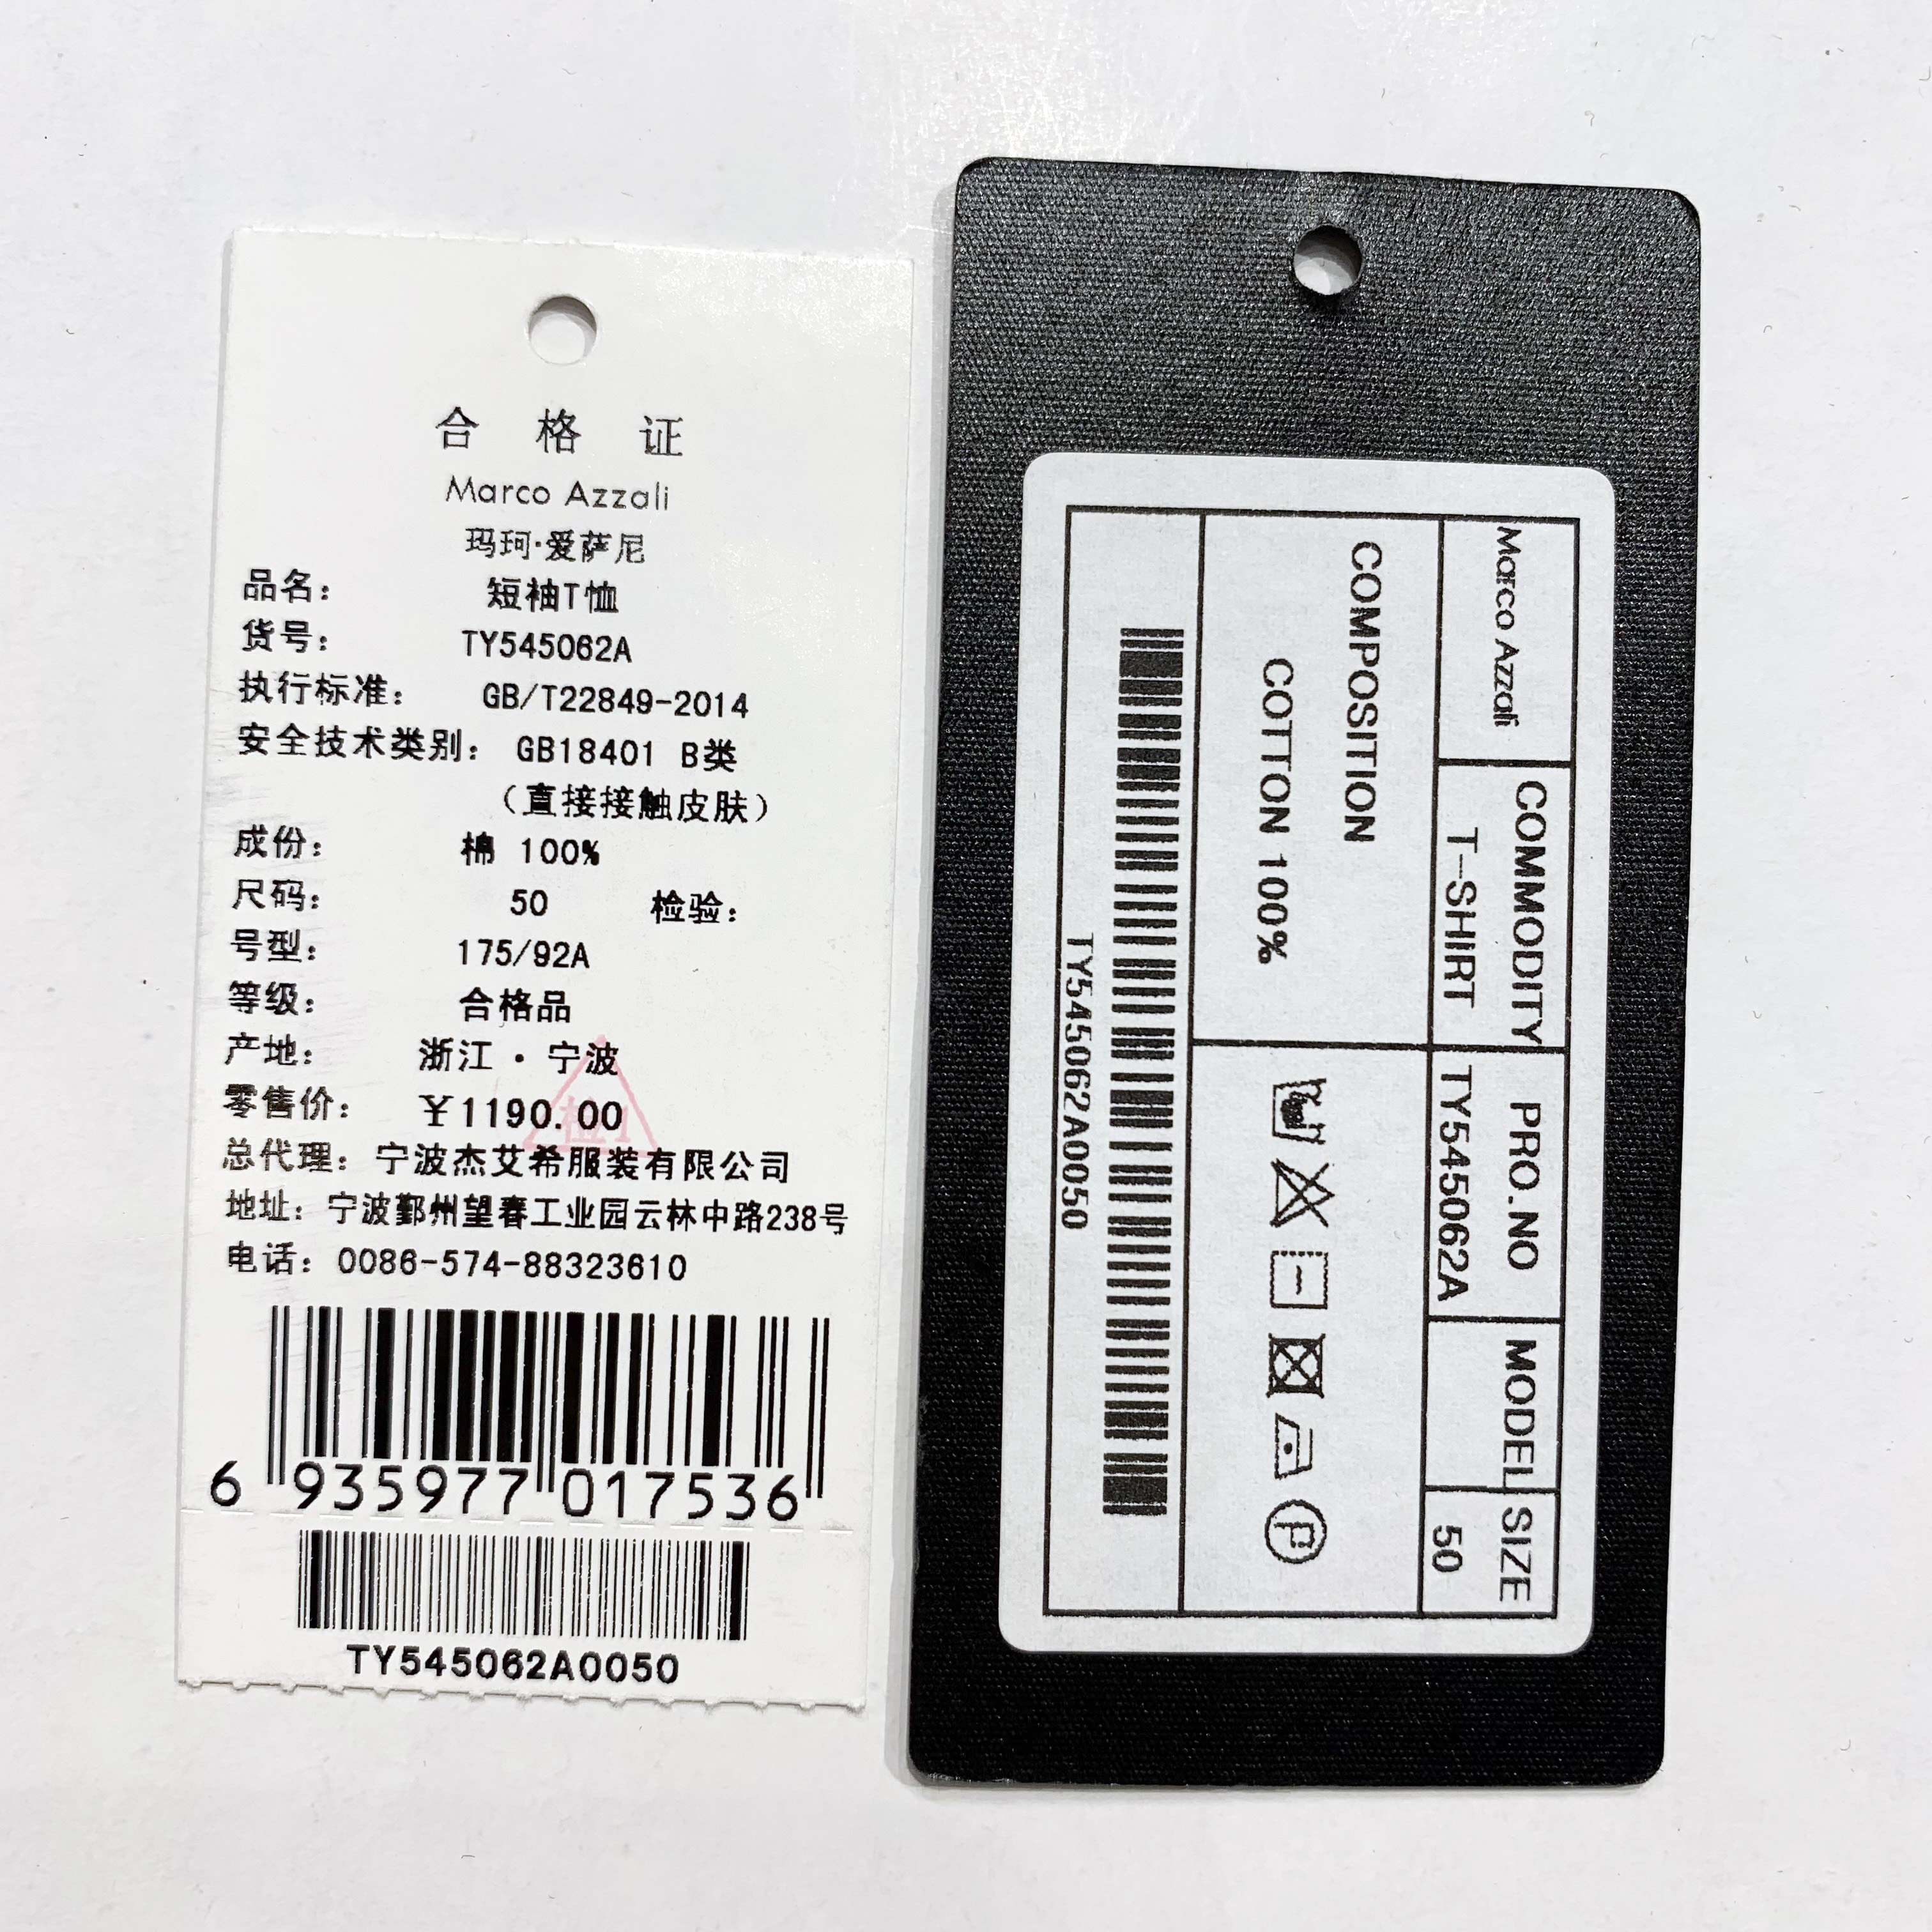 合 格 证
Marco Azzali
玛珂·爱萨尼
品名： 短袖T恤
货号： TY545062A
执行标准： GB/T22849-2014
安全技术类别： GB18401 B类
（直接接触皮肤）
成份： 棉 100%
尺码： 50 检验：
号型： 175/92A
等级： 合格品
产地： 浙江·宁波
零售价： ￥1190.00
检1
总代理：宁波杰艾希服装有限公司
地址：宁波鄞州望春工业园云林中路238号
电话：0086-574-88323610
6 935977 017536
TY545062A0050
Marco Azzali
COMMODITY
T-SHIRT
PRO.NO
TY545062A
MODEL
SIZE
50
COMPOSITION
COTTON 100%
P
TY545062A0050